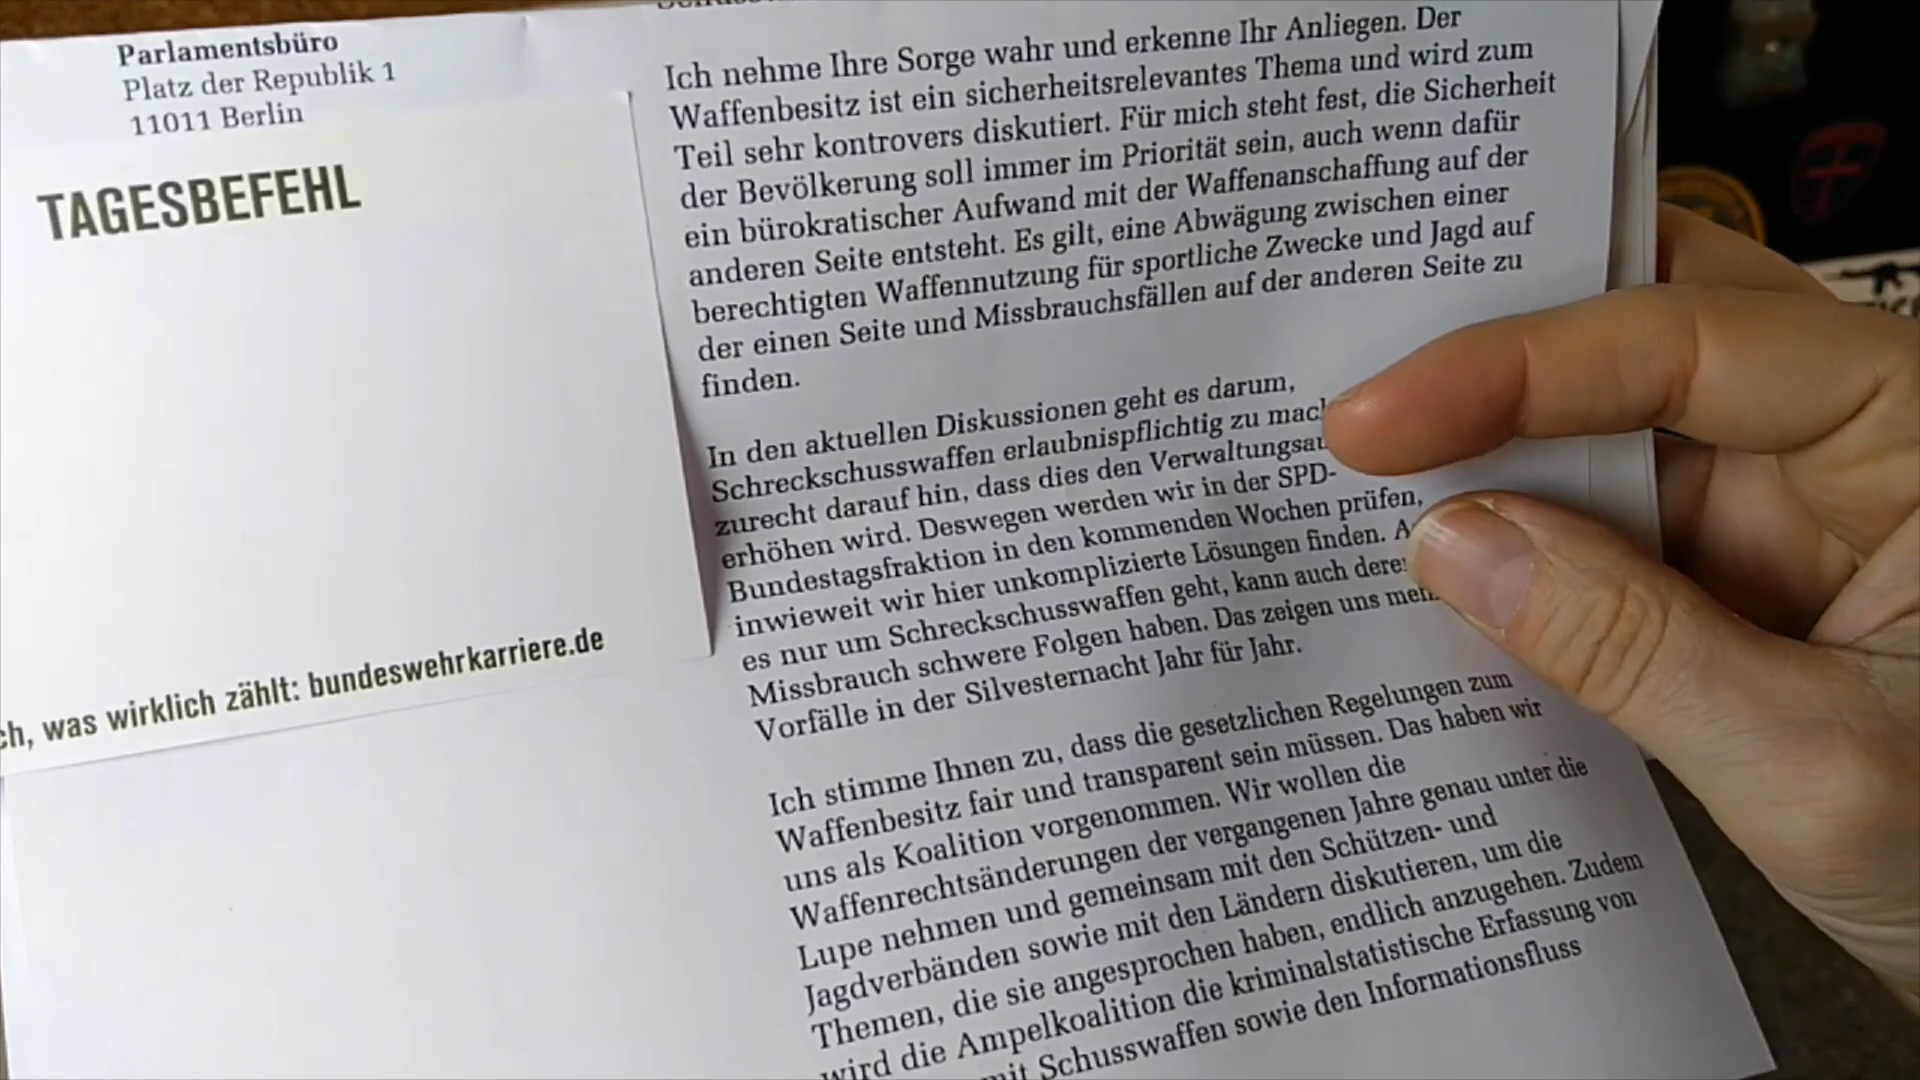 Parlamentsbüro
Platz der Republik 1
11011 Berlin
TAGESBEFEHL
ch, was wirklich zählt: bundeswehrkarriere.de
Ich nehme Ihre Sorge wahr und erkenne Ihr Anliegen. Der
Waffenbesitz ist ein sicherheitsrelevantes Thema und wird zum
Teil sehr kontrovers diskutiert. Für mich steht fest, die Sicherheit
der Bevölkerung soll immer im Priorität sein, auch wenn dafür
ein bürokratischer Aufwand mit der Waffenanschaffung auf der
anderen Seite entsteht. Es gilt, eine Abwägung zwischen einer
berechtigten Waffennutzung für sportliche Zwecke und Jagd auf
der einen Seite und Missbrauchsfällen auf der anderen Seite zu
finden.
In den aktuellen Diskussionen geht es darum,
Schreckschusswaffen erlaubnispflichtig zu mach
zurecht darauf hin, dass dies den Verwaltungsau
erhöhen wird. Deswegen werden wir in der SPD-
Bundestagsfraktion in den kommenden Wochen prüfen,
inwieweit wir hier unkomplizierte Lösungen finden. A
es nur um Schreckschusswaffen geht, kann auch deren
Missbrauch schwere Folgen haben. Das zeigen uns meh
Vorfälle in der Silvesternacht Jahr für Jahr.
Ich stimme Ihnen zu, dass die gesetzlichen Regelungen zum
Waffenbesitz fair und transparent sein müssen. Das haben wir
uns als Koalition vorgenommen. Wir wollen die
Waffenrechtsänderungen der vergangenen Jahre genau unter die
Lupe nehmen und gemeinsam mit den Schützen- und
Jagdverbänden sowie mit den Ländern diskutieren, um die
Themen, die sie angesprochen haben, endlich anzugehen. Zudem
wird die Ampelkoalition die kriminalstatistische Erfassung von
mit Schusswaffen sowie den Informationsfluss